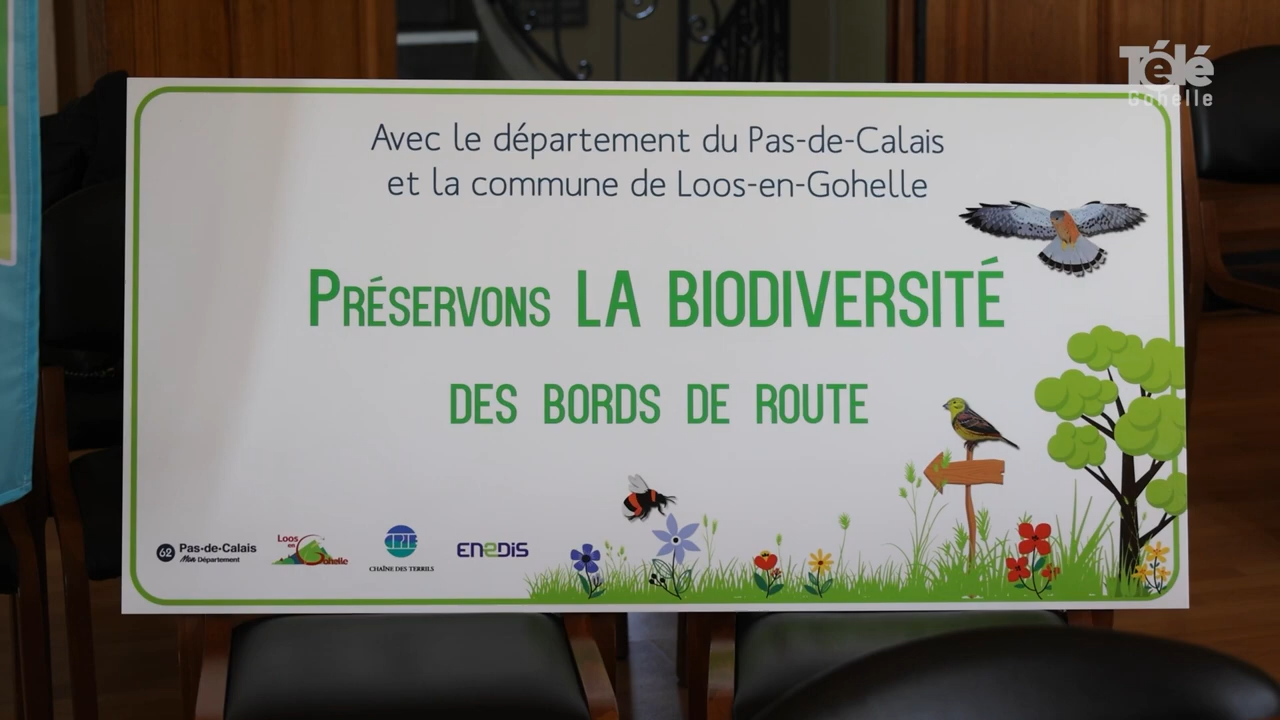 Télé
Gohelle
Avec le département du Pas-de-Calais
et la commune de Loos-en-Gohelle
PRÉSERVONS LA BIODIVERSITÉ
DES BORDS DE ROUTE
62 Pas-de-Calais
Mon Département
Loos
en
Gohelle
CPIE
CHAÎNE DES TERRILS
ENEDIS